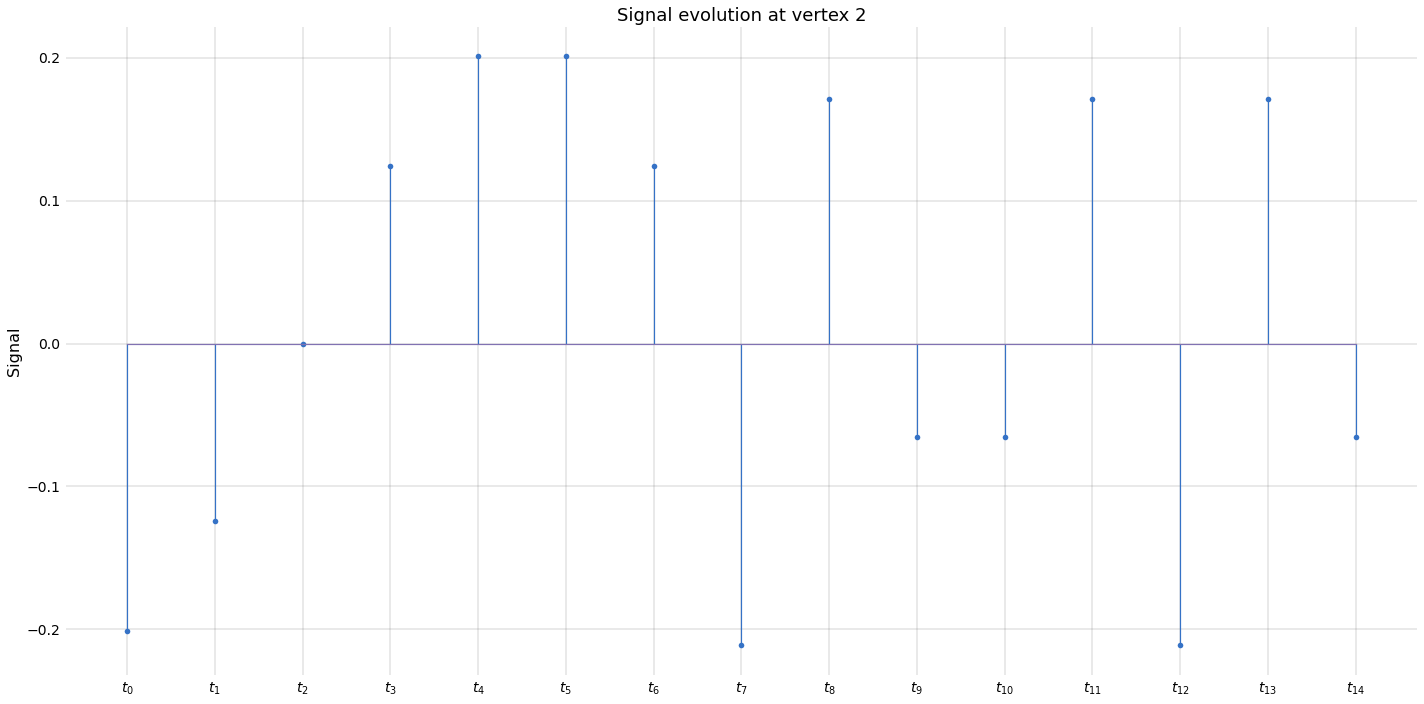 Signal evolution at vertex 2
0.2
0.1
0.0
−0.1
−0.2
Signal
t₀ t₁ t₂ t₃ t₄ t₅ t₆ t₇ t₈ t₉ t₁₀ t₁₁ t₁₂ t₁₃ t₁₄